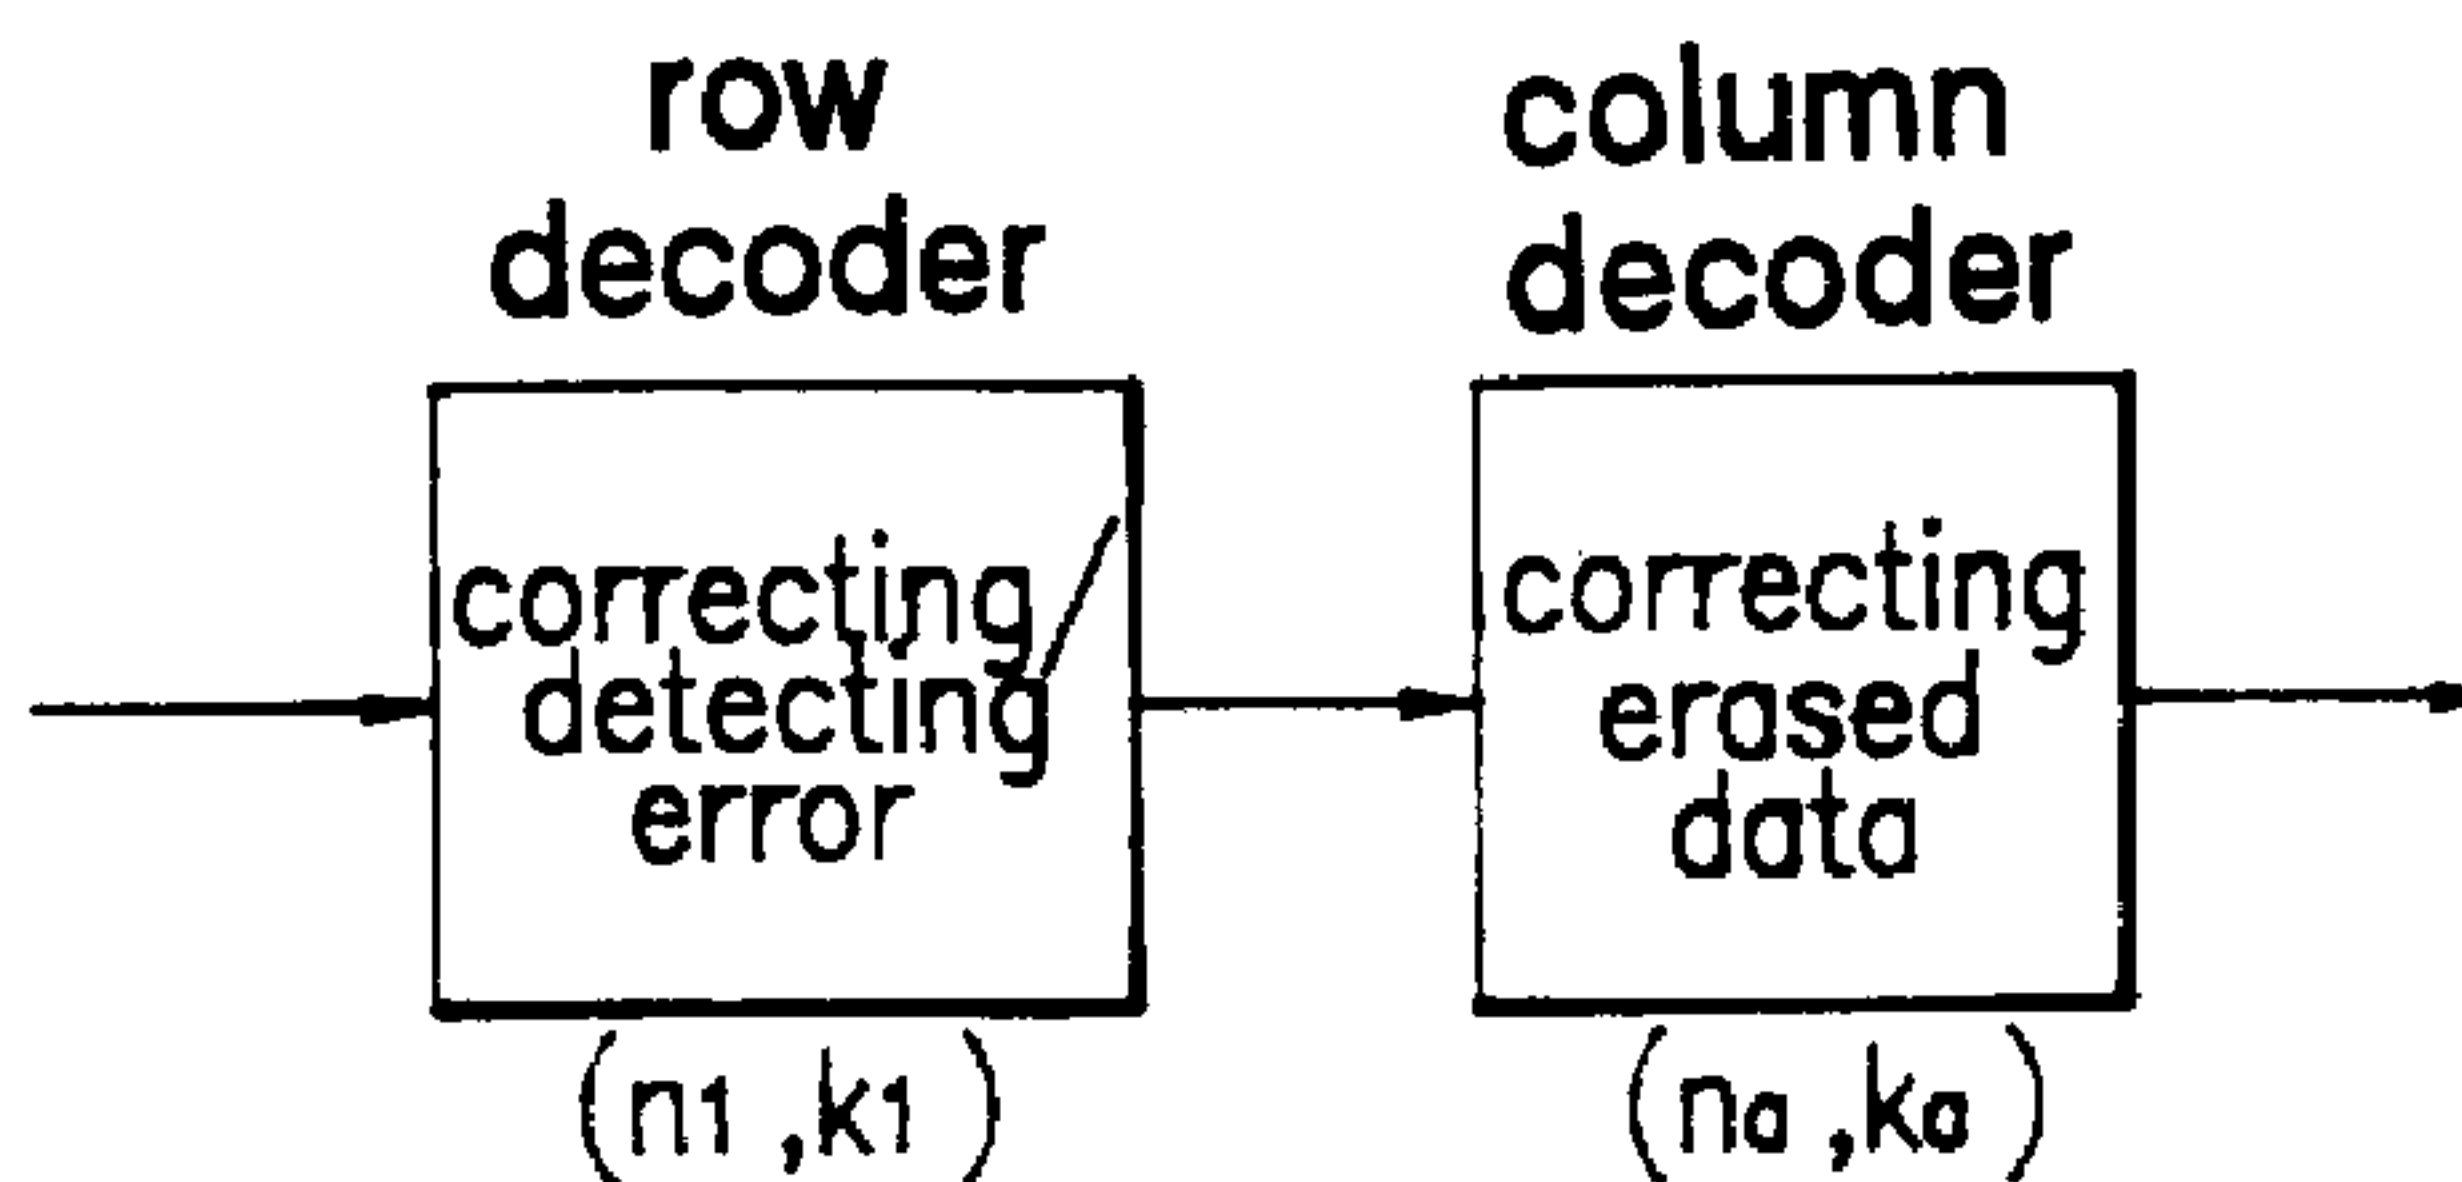 row
decoder
correcting /
detecting
error
(n1 ,k1 )
column
decoder
correcting
erased
data
(na ,ka )